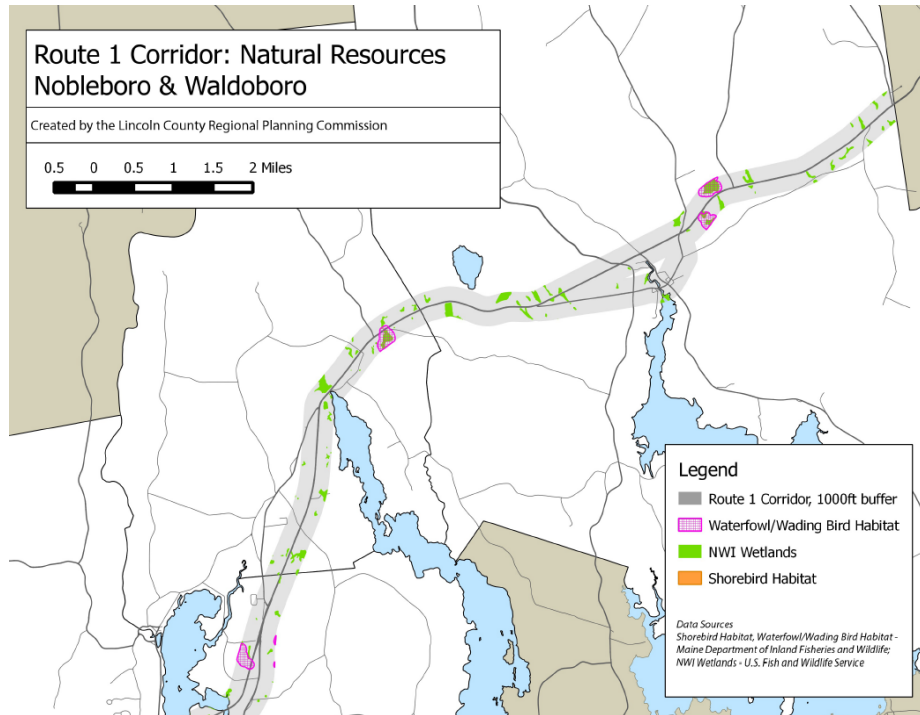 Route 1 Corridor: Natural Resources
Nobleboro & Waldoboro
Created by the Lincoln County Regional Planning Commission
0.5 0 0.5 1 1.5 2 Miles
Legend
Route 1 Corridor, 1000ft buffer
Waterfowl/Wading Bird Habitat
NWI Wetlands
Shorebird Habitat
Data Sources
Shorebird Habitat, Waterfowl/Wading Bird Habitat -
Maine Department of Inland Fisheries and Wildlife;
NWI Wetlands - U.S. Fish and Wildlife Service